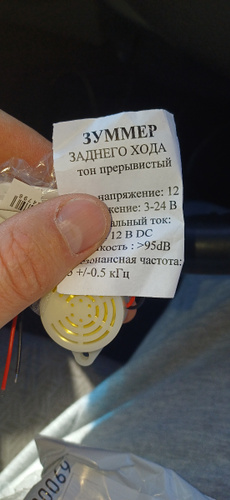 ЗУММЕР
ЗАДНЕГО ХОДА
тон прерывистый
напряжение: 12
жение: 3-24 В
альный ток:
12 В DC
кость : >95dB
онансная частота:
+/-0.5 кГц